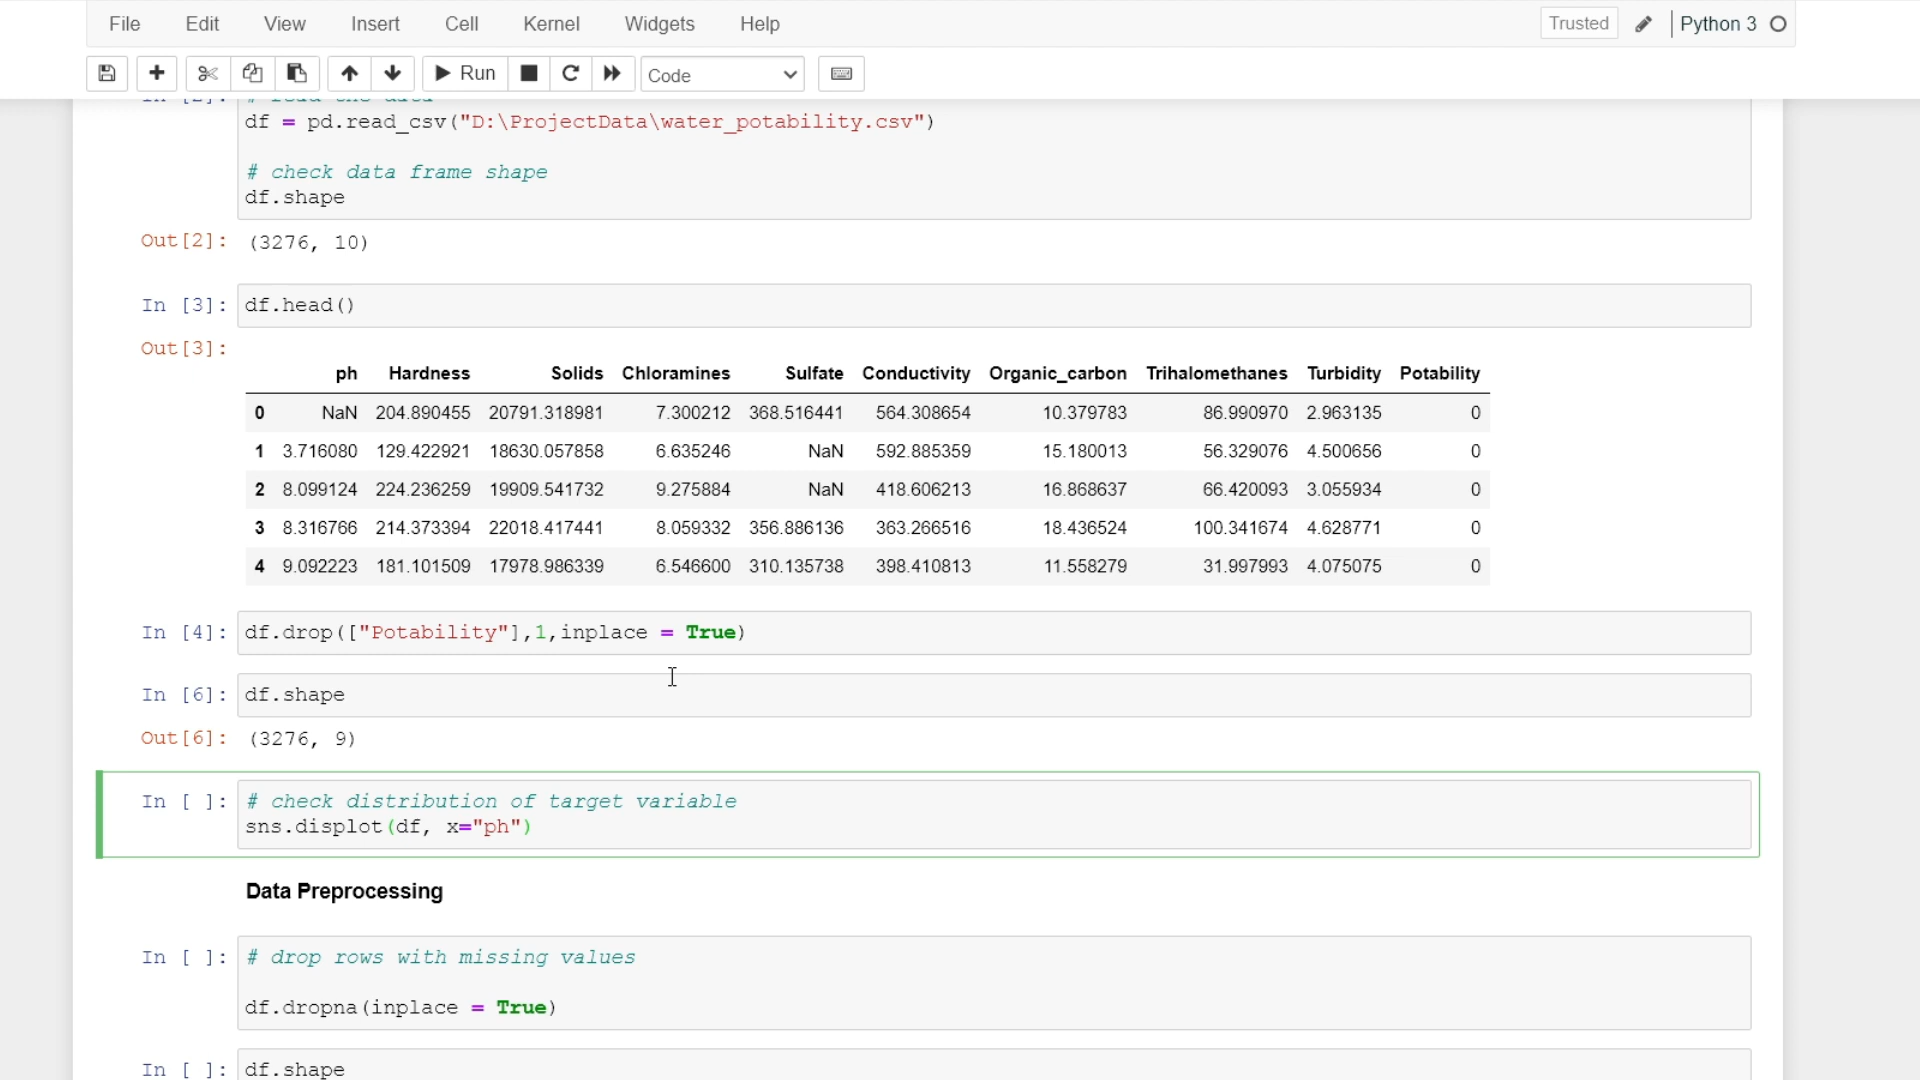 File Edit View Insert Cell Kernel Widgets Help Trusted Python 3
Run Code
df = pd.read_csv("D:\ProjectData\water_potability.csv")
# check data frame shape
df.shape
Out[2]: (3276, 10)
In [3]: df.head()
Out[3]:
ph Hardness Solids Chloramines Sulfate Conductivity Organic_carbon Trihalomethanes Turbidity Potability
0 NaN 204.890455 20791.318981 7.300212 368.516441 564.308654 10.379783 86.990970 2.963135 0
1 3.716080 129.422921 18630.057858 6.635246 NaN 592.885359 15.180013 56.329076 4.500656 0
2 8.099124 224.236259 19909.541732 9.275884 NaN 418.606213 16.868637 66.420093 3.055934 0
3 8.316766 214.373394 22018.417441 8.059332 356.886136 363.266516 18.436524 100.341674 4.628771 0
4 9.092223 181.101509 17978.986339 6.546600 310.135738 398.410813 11.558279 31.997993 4.075075 0
In [4]: df.drop(["Potability"],1,inplace = True)
In [6]: df.shape
Out[6]: (3276, 9)
In [ ]: # check distribution of target variable
sns.displot(df, x="ph")
Data Preprocessing
In [ ]: # drop rows with missing values
df.dropna(inplace = True)
In [ ]: df.shape